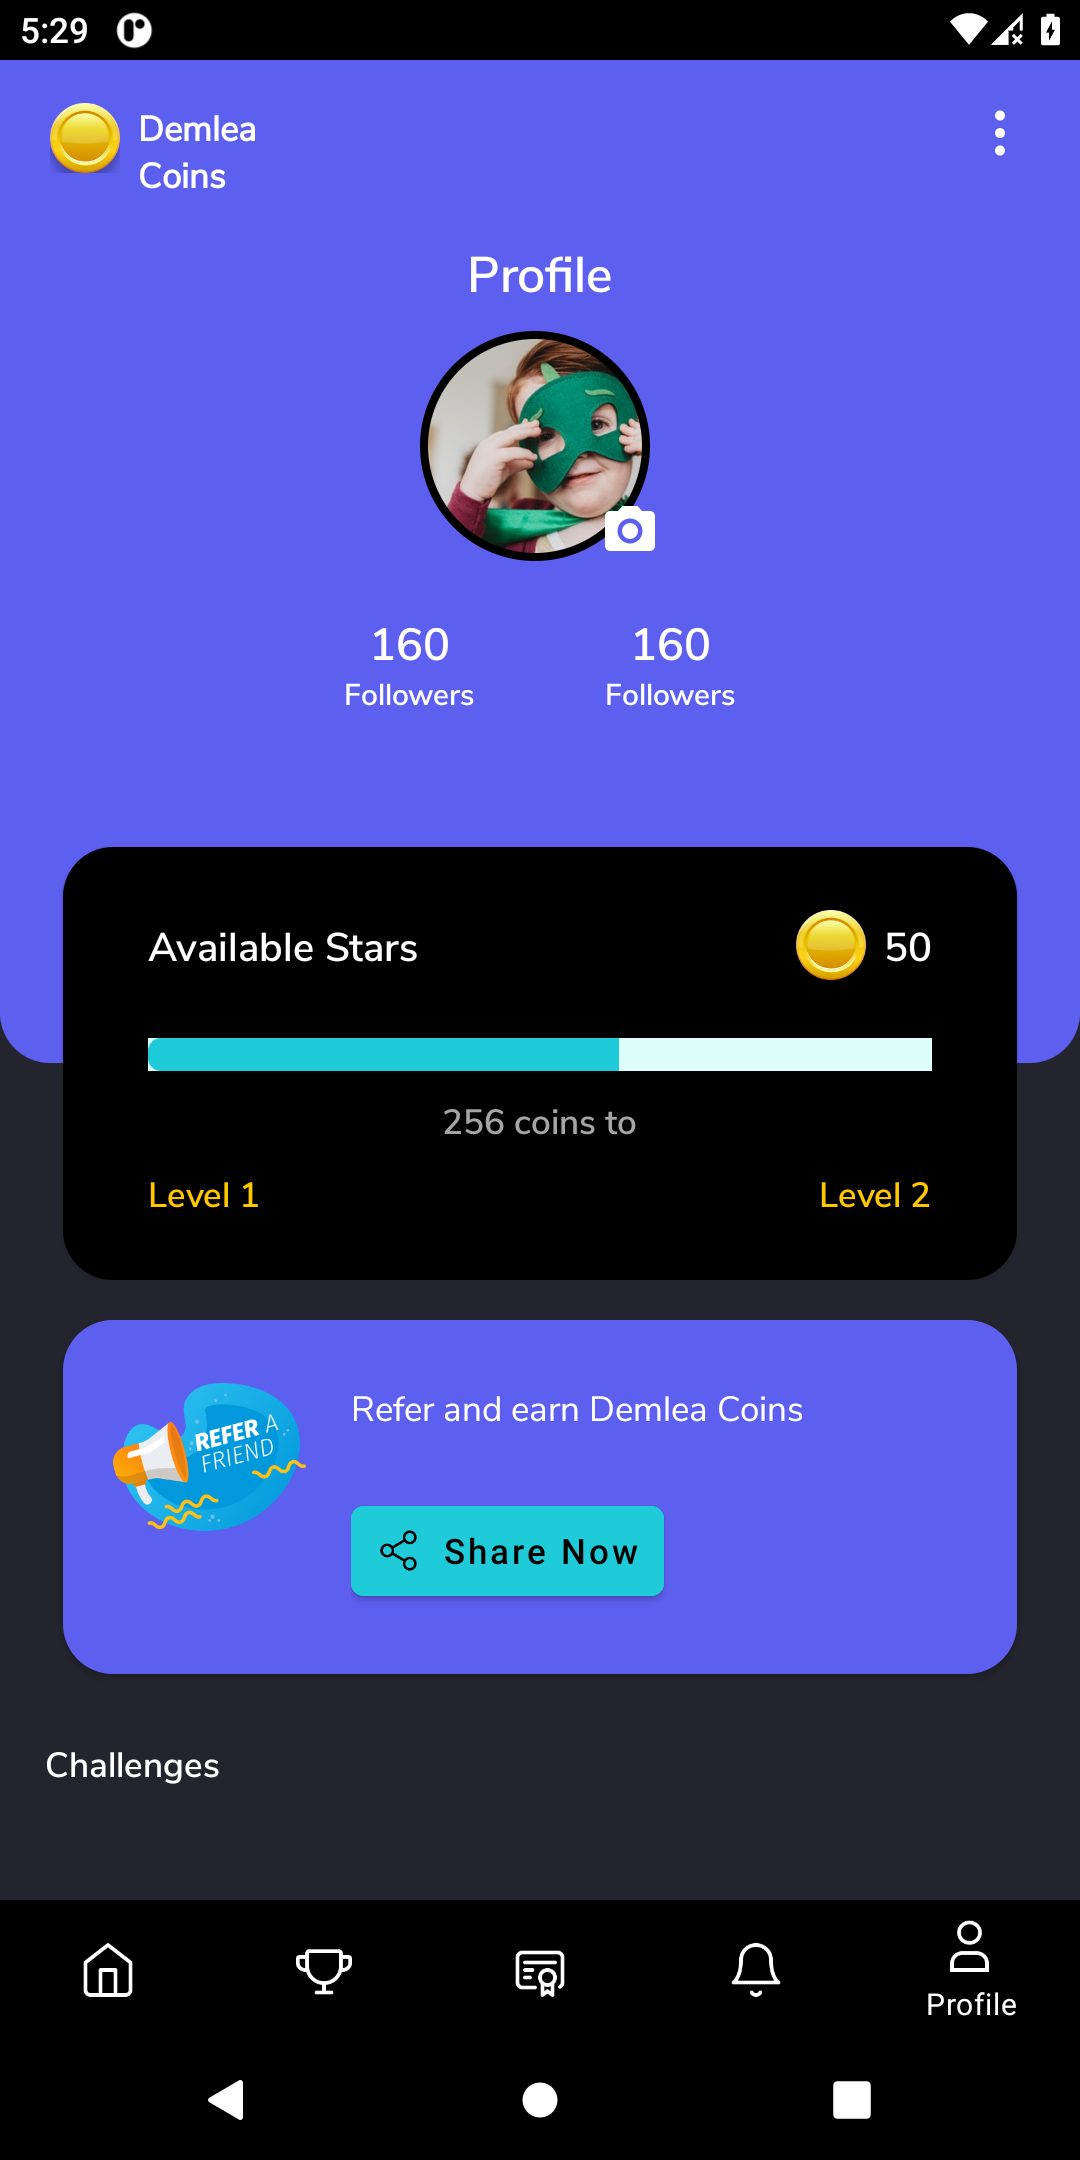 5:29
Demlea
Coins
Profile
160
160
Followers
Followers
Available Stars
50
256 coins to
Level 1
Level 2
REFER A
FRIEND
Refer and earn Demlea Coins
Share Now
Challenges
Profile